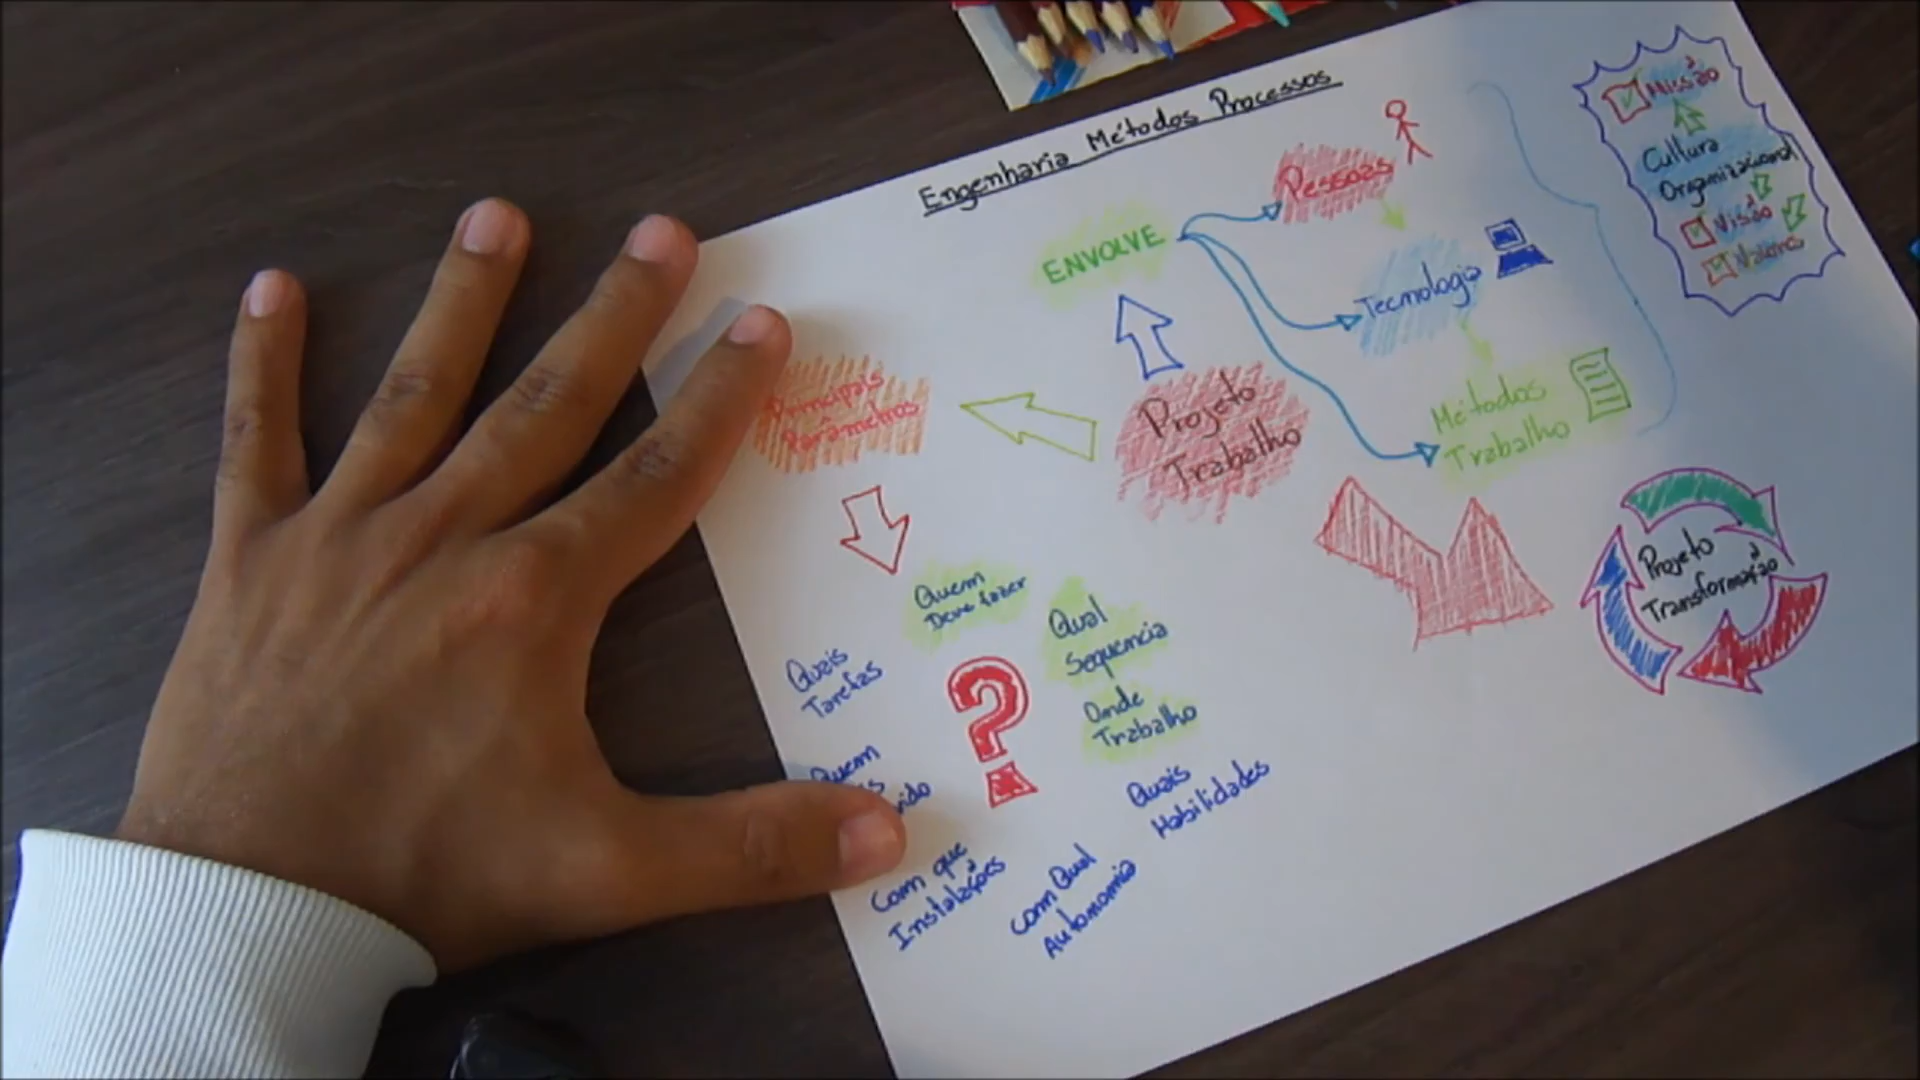 Engenharia Métodos Processos
ENVOLVE
Pessoas
Tecnologia
Métodos
Trabalho
Missão
Cultura
Organizacional
Visão
Valores
Projeto
Trabalho
Principais
Parâmetros
Projeto
Transformação
Quem
Deve fazer
Qual
Sequencia
Onde
Trabalho
Quais
Habilidades
Com Qual
Autonomia
Com que
Instalações
Quem
Quais
Tarefas